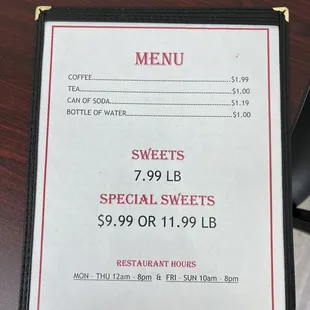 MENU
COFFEE....................................................$1.99
TEA..........................................................$1.00
CAN OF SODA............................................$1.19
BOTTLE OF WATER.....................................$1.00
SWEETS
7.99 LB
SPECIAL SWEETS
$9.99 OR 11.99 LB
RESTAURANT HOURS
MON - THU 12am - 8pm & FRI - SUN 10am - 8pm